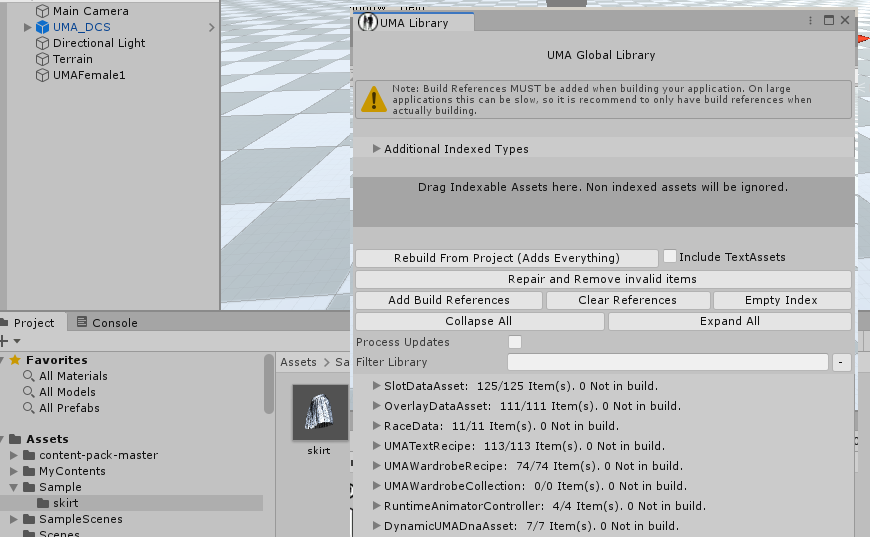 Main Camera
UMA_DCS
Directional Light
Terrain
UMAFemale1
UMA Library
UMA Global Library
Note: Build References MUST be added when building your application. On large
applications this can be slow, so it is recommend to only have build references when
actually building.
Additional Indexed Types
Drag Indexable Assets here. Non indexed assets will be ignored.
Rebuild From Project (Adds Everything)
Include TextAssets
Repair and Remove invalid items
Add Build References
Clear References
Empty Index
Collapse All
Expand All
Process Updates
Filter Library
-
SlotDataAsset: 125/125 Item(s). 0 Not in build.
OverlayDataAsset: 111/111 Item(s). 0 Not in build.
RaceData: 11/11 Item(s). 0 Not in build.
UMATextRecipe: 113/113 Item(s). 0 Not in build.
UMAWardrobeRecipe: 74/74 Item(s). 0 Not in build.
UMAWardrobeCollection: 0/0 Item(s). 0 Not in build.
RuntimeAnimatorController: 4/4 Item(s). 0 Not in build.
DynamicUMADnaAsset: 7/7 Item(s). 0 Not in build.
Project
Console
+
Favorites
All Materials
All Models
All Prefabs
Assets
content-pack-master
MyContents
Sample
skirt
SampleScenes
Scenes
Assets > Sa
skirt